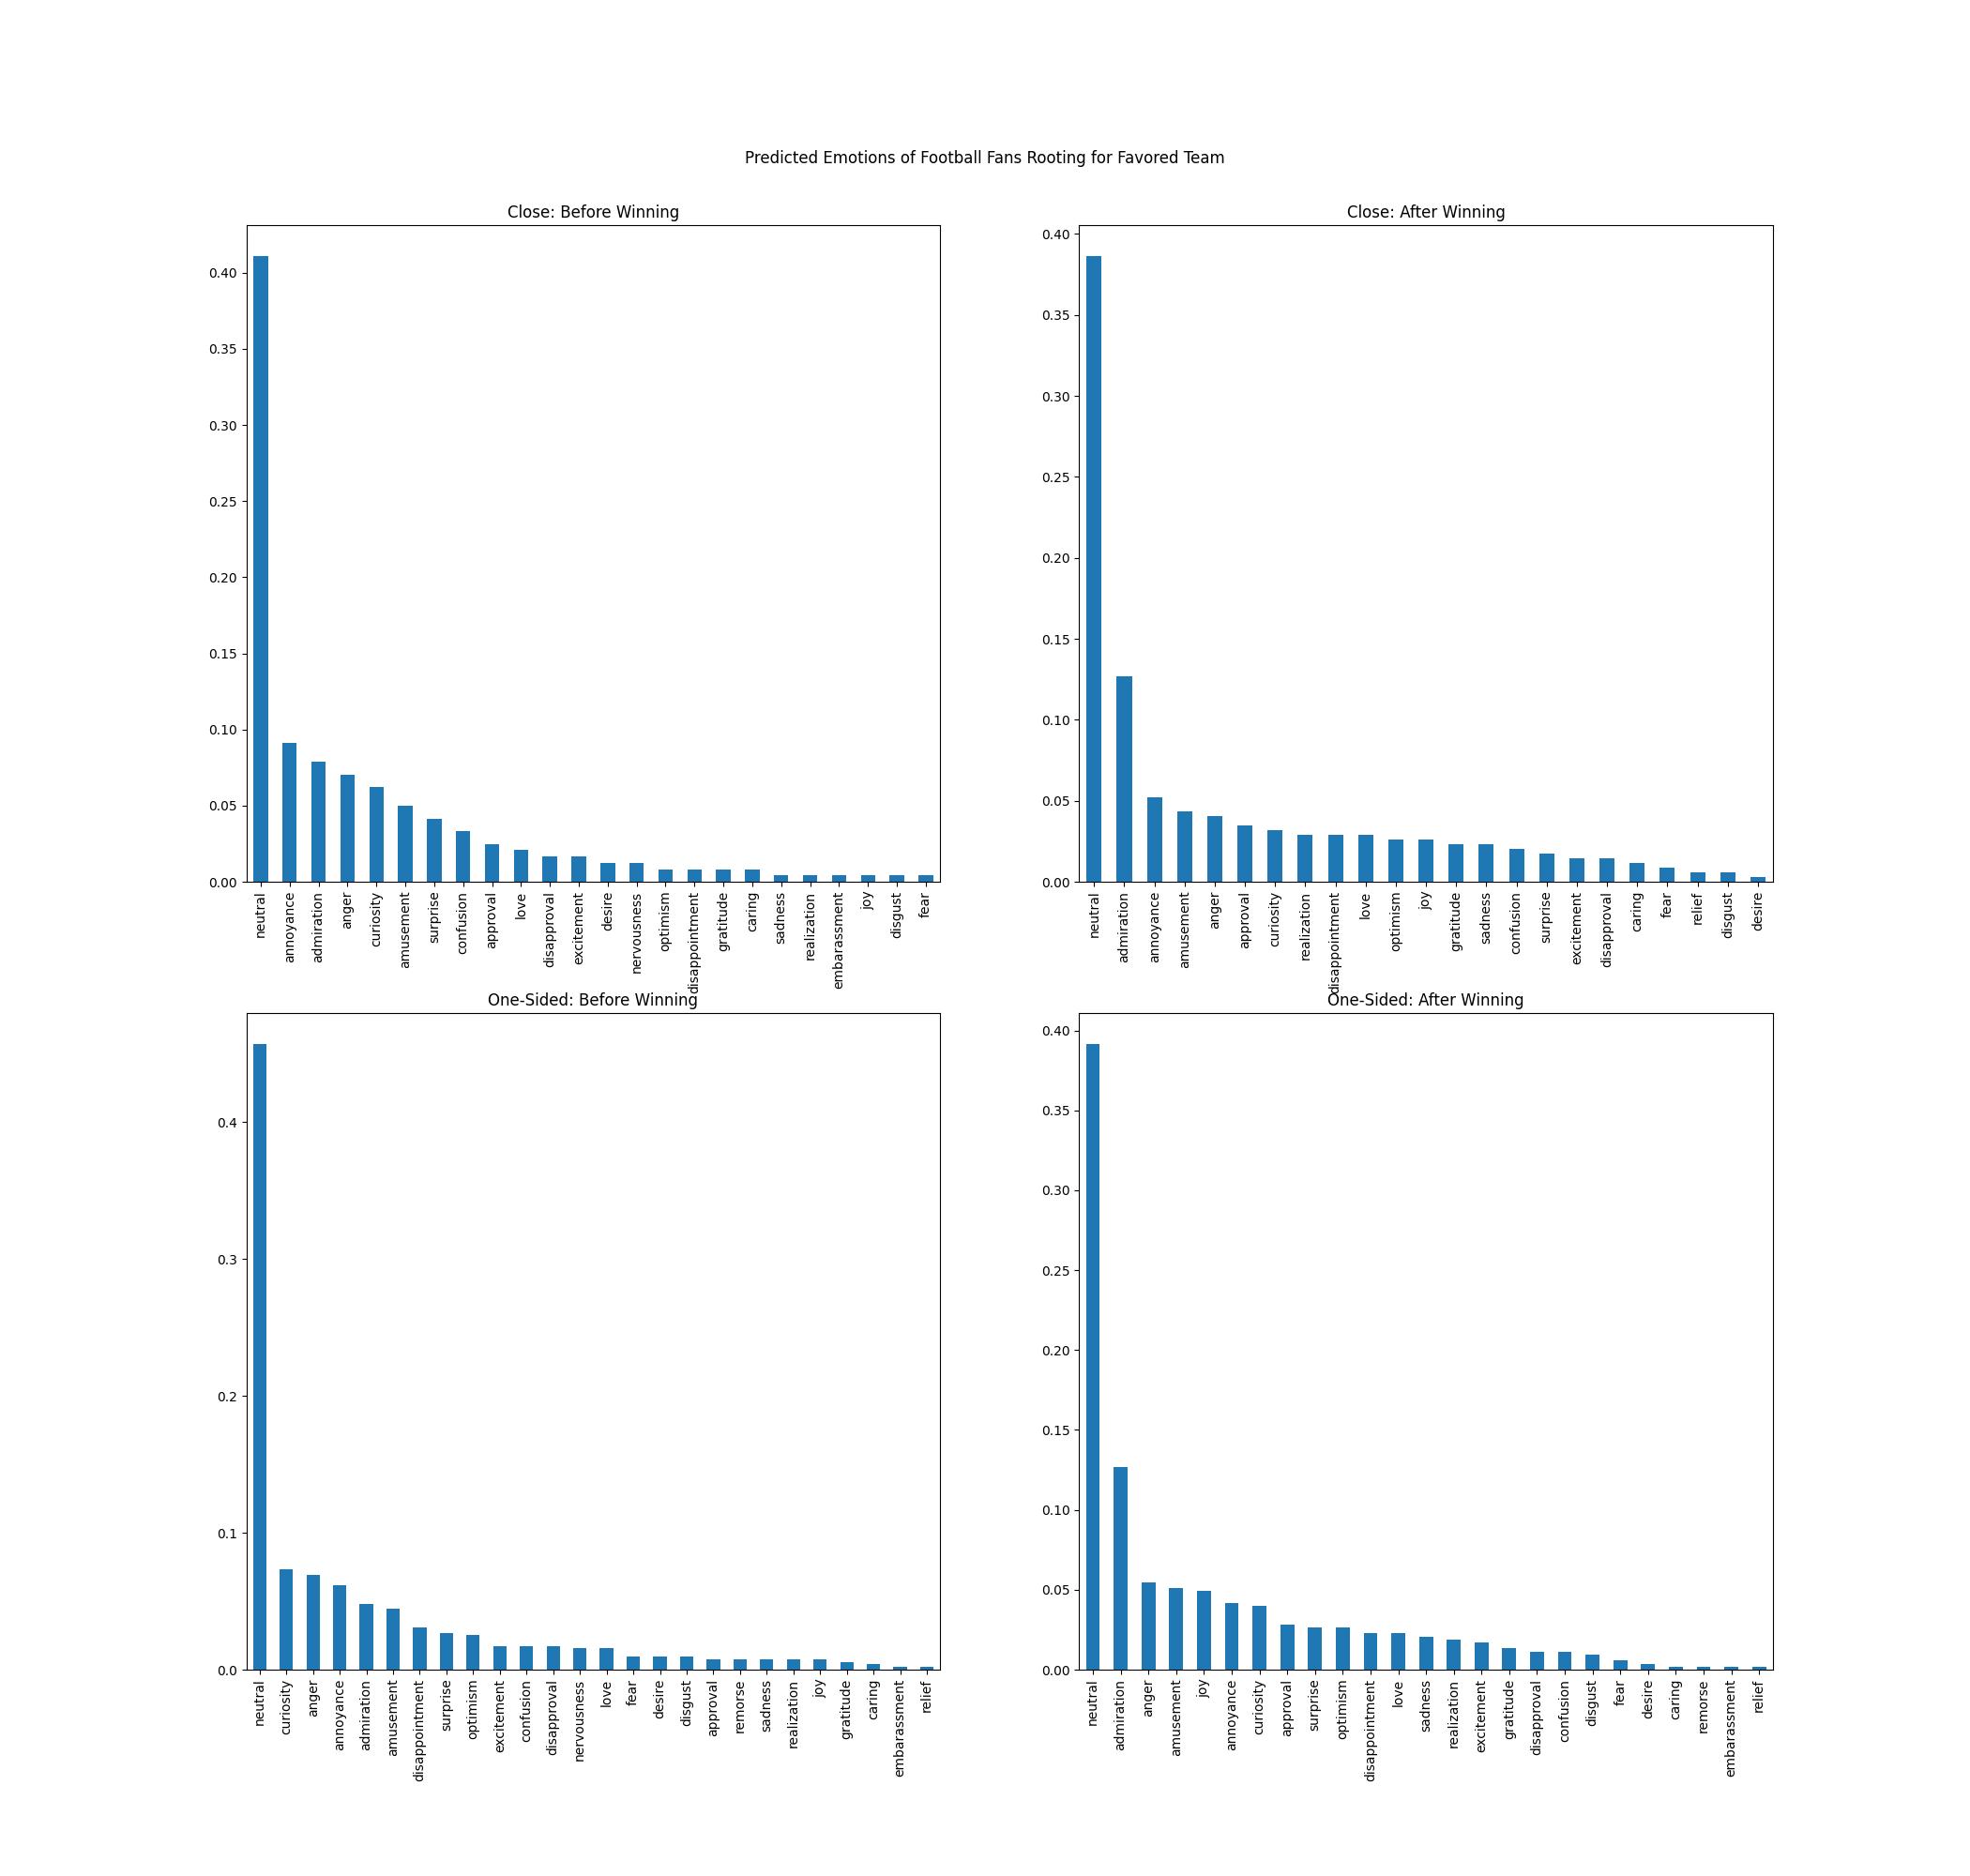 Predicted Emotions of Football Fans Rooting for Favored Team
Close: Before Winning
0.40
0.35
0.30
0.25
0.20
0.15
0.10
0.05
0.00
neutral
annoyance
admiration
anger
curiosity
amusement
surprise
confusion
approval
love
disapproval
excitement
desire
nervousness
optimism
disappointment
gratitude
caring
sadness
realization
embarassment
joy
disgust
fear
Close: After Winning
0.40
0.35
0.30
0.25
0.20
0.15
0.10
0.05
0.00
neutral
admiration
annoyance
amusement
anger
approval
curiosity
realization
disappointment
love
optimism
joy
gratitude
sadness
confusion
surprise
excitement
disapproval
caring
fear
relief
disgust
desire
One-Sided: Before Winning
0.4
0.3
0.2
0.1
0.0
neutral
curiosity
anger
annoyance
admiration
amusement
disappointment
surprise
optimism
excitement
confusion
disapproval
nervousness
love
fear
desire
disgust
approval
remorse
sadness
realization
joy
gratitude
caring
embarassment
relief
One-Sided: After Winning
0.40
0.35
0.30
0.25
0.20
0.15
0.10
0.05
0.00
neutral
admiration
anger
amusement
joy
annoyance
curiosity
approval
surprise
optimism
disappointment
love
sadness
realization
excitement
gratitude
disapproval
confusion
disgust
fear
desire
caring
remorse
embarassment
relief